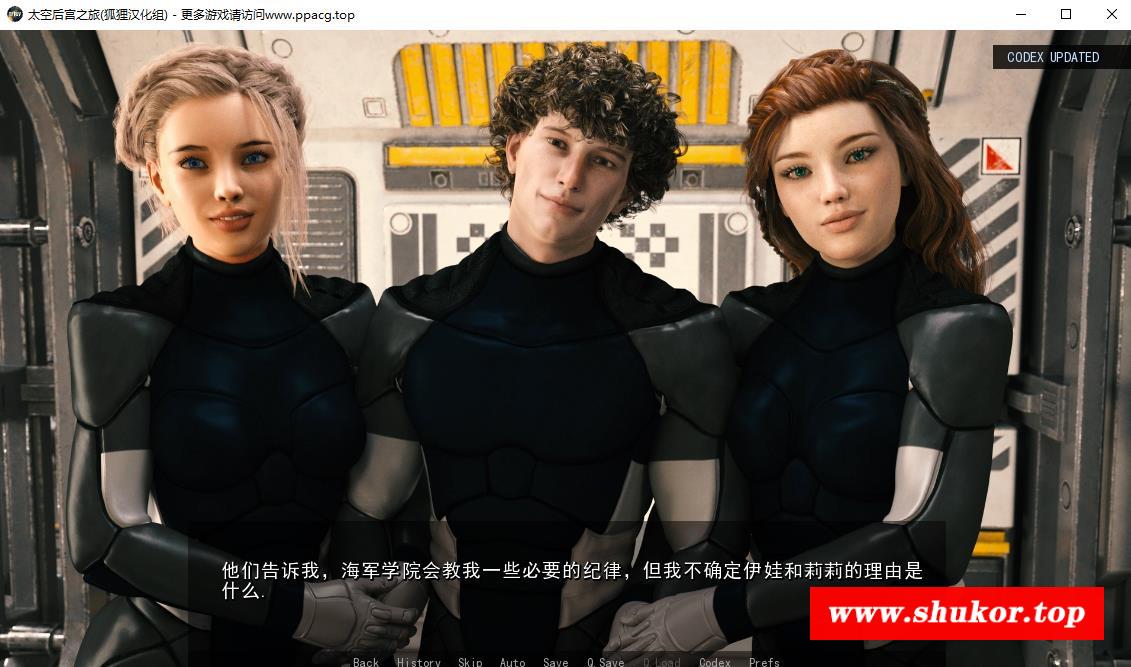 太空后宫之旅(狐狸汉化组) - 更多游戏请访问www.ppacg.top
CODEX UPDATED
他们告诉我，海军学院会教我一些必要的纪律，但我不确定伊娃和莉莉的理由是
什么.
www.shukor.top
Back History Skip Auto Save Q.Save Q.Load Codex Prefs